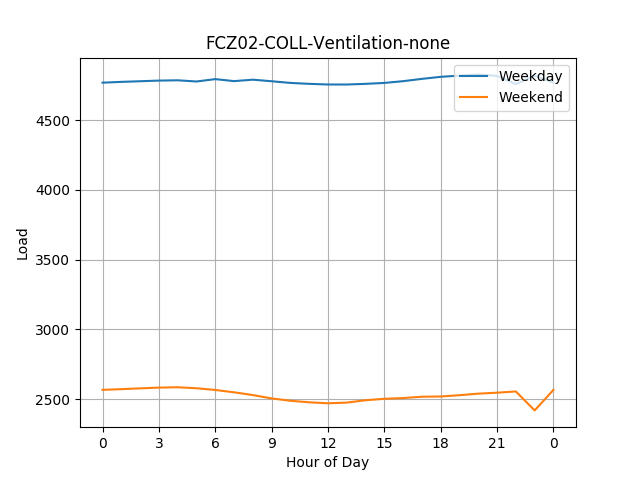 FCZ02-COLL-Ventilation-none
Weekday
Weekend
4500
4000
3500
3000
2500
Load
0 3 6 9 12 15 18 21 0
Hour of Day